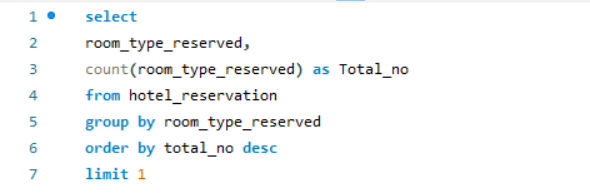 1 select
2 room_type_reserved,
3 count(room_type_reserved) as Total_no
4 from hotel_reservation
5 group by room_type_reserved
6 order by total_no desc
7 limit 1